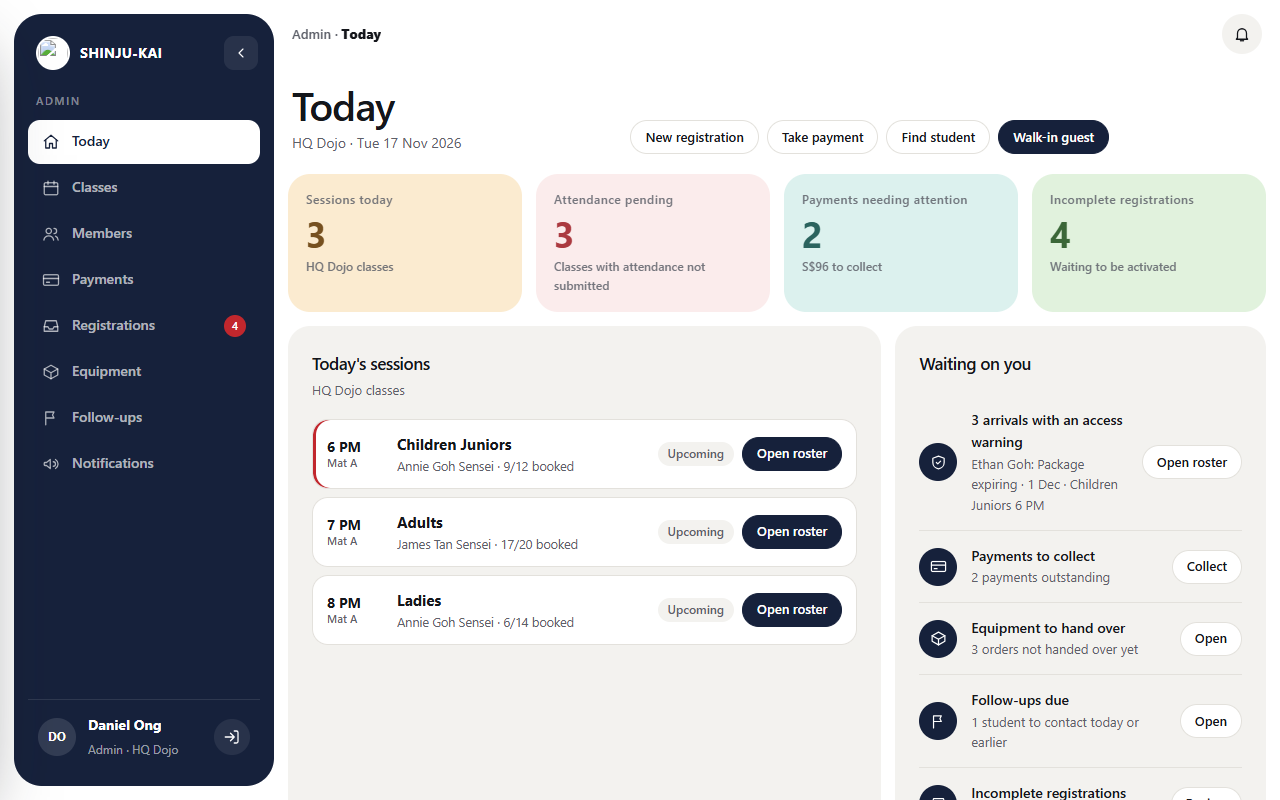 SHINJU-KAI
ADMIN
Today
Classes
Members
Payments
Registrations 4
Equipment
Follow-ups
Notifications
DO
Daniel Ong
Admin · HQ Dojo
Admin · Today
Today
HQ Dojo · Tue 17 Nov 2026
New registration
Take payment
Find student
Walk-in guest
Sessions today
3
HQ Dojo classes
Attendance pending
3
Classes with attendance not
submitted
Payments needing attention
2
S$96 to collect
Incomplete registrations
4
Waiting to be activated
Today's sessions
HQ Dojo classes
6 PM
Mat A
Children Juniors
Annie Goh Sensei · 9/12 booked
Upcoming
Open roster
7 PM
Mat A
Adults
James Tan Sensei · 17/20 booked
Upcoming
Open roster
8 PM
Mat A
Ladies
Annie Goh Sensei · 6/14 booked
Upcoming
Open roster
Waiting on you
3 arrivals with an access
warning
Ethan Goh: Package
expiring · 1 Dec · Children
Juniors 6 PM
Open roster
Payments to collect
2 payments outstanding
Collect
Equipment to hand over
3 orders not handed over yet
Open
Follow-ups due
1 student to contact today or
earlier
Open
Incomplete registrations